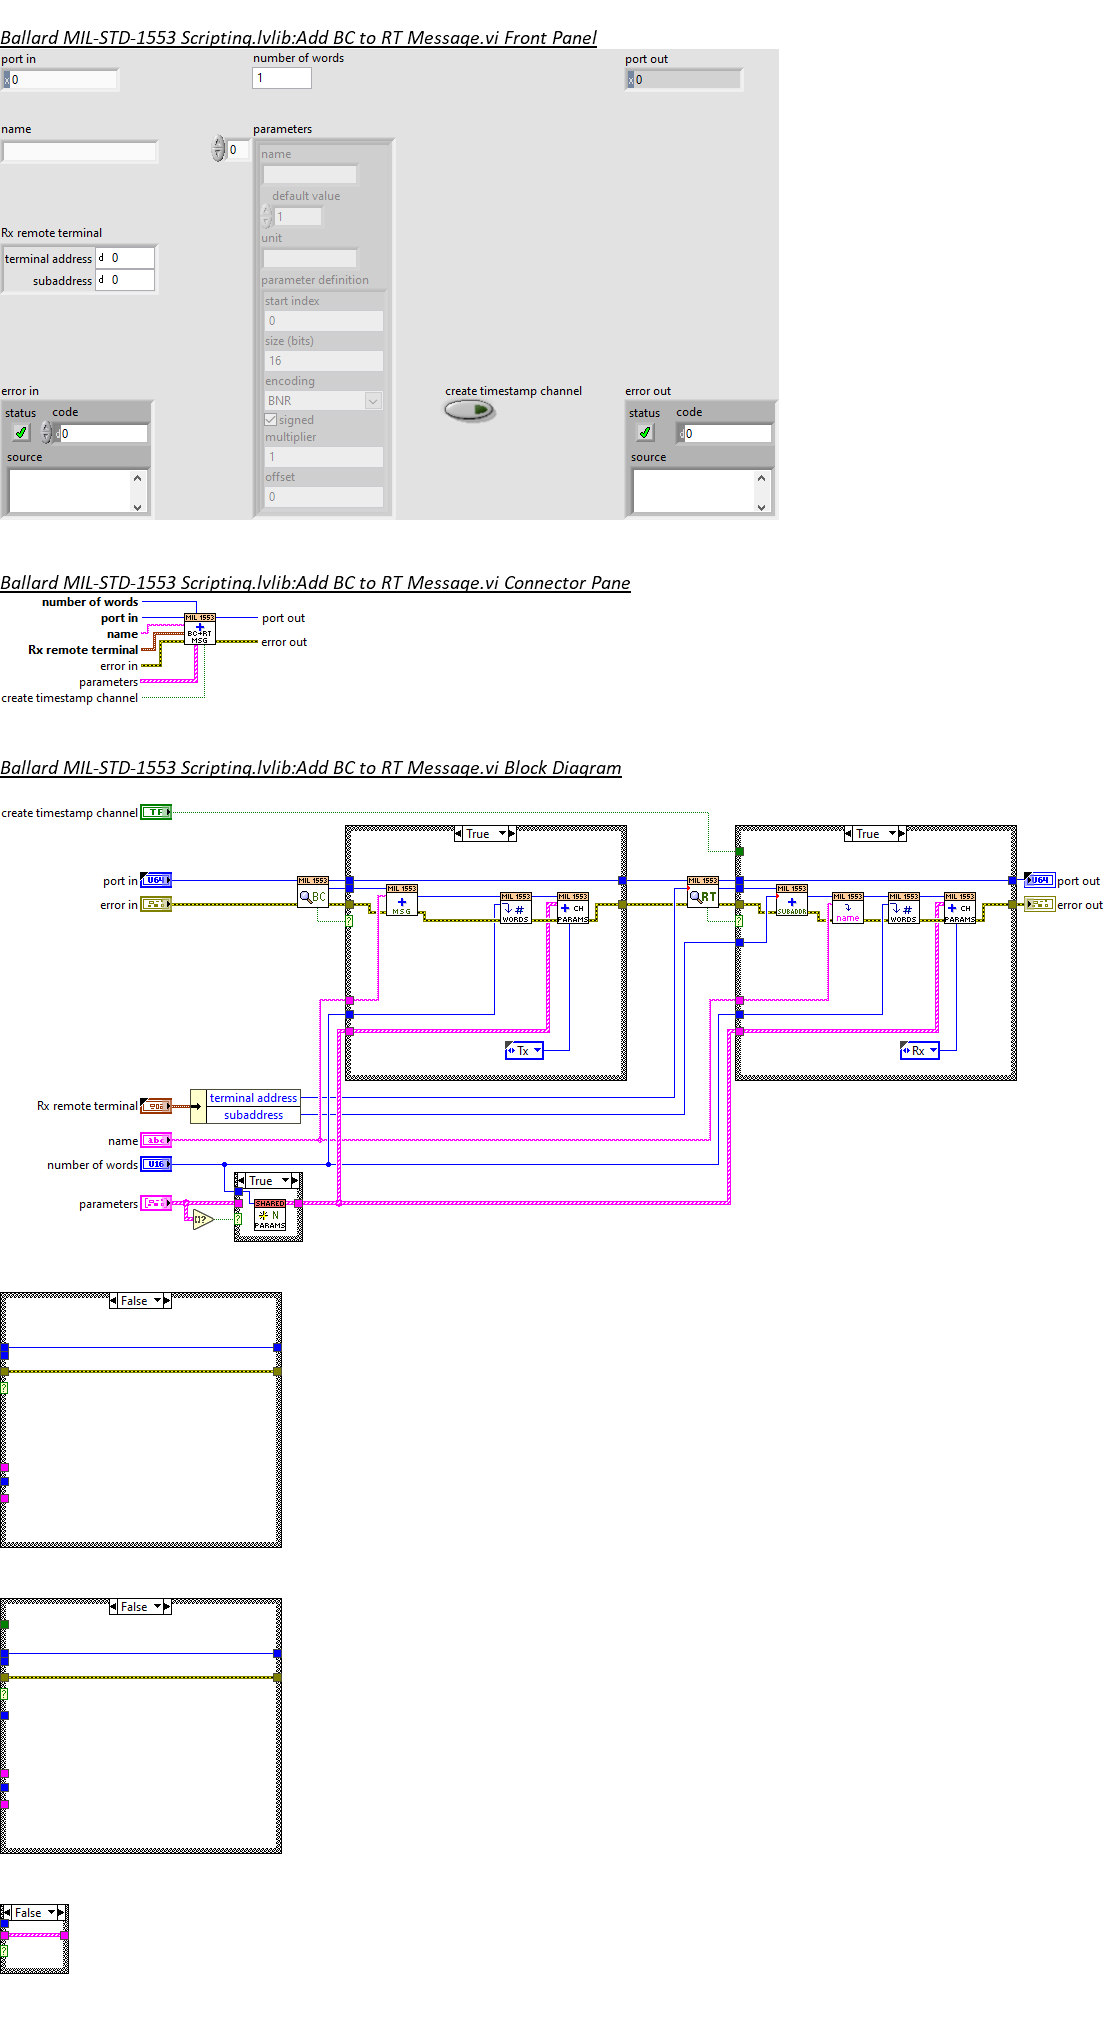 Ballard MIL-STD-1553 Scripting.lvlib:Add BC to RT Message.vi Front Panel
port in
x 0
number of words
1
port out
x 0
name
parameters
0
name
default value
1
unit
parameter definition
start index
0
size (bits)
16
encoding
BNR
signed
multiplier
1
offset
0
Rx remote terminal
terminal address d 0
subaddress d 0
create timestamp channel
error in
status code
d 0
source
error out
status code
d 0
source
Ballard MIL-STD-1553 Scripting.lvlib:Add BC to RT Message.vi Connector Pane
number of words
port in
name
Rx remote terminal
error in
parameters
create timestamp channel
MIL 1553
BC→RT
MSG
port out
error out
Ballard MIL-STD-1553 Scripting.lvlib:Add BC to RT Message.vi Block Diagram
create timestamp channel
TF
True
True
port in
U64
error in
MIL 1553
BC
?
MIL 1553
+
MSG
MIL 1553
#
WORDS
MIL 1553
+ CH
PARAMS
MIL 1553
RT
?
MIL 1553
+
SUBADDR
MIL 1553
name
MIL 1553
#
WORDS
MIL 1553
+ CH
PARAMS
U64
port out
error out
Tx
Rx
Rx remote terminal
terminal address
subaddress
name
abc
number of words
U16
parameters
[]?
True
?
SHARED
N
PARAMS
False
?
False
?
False
?